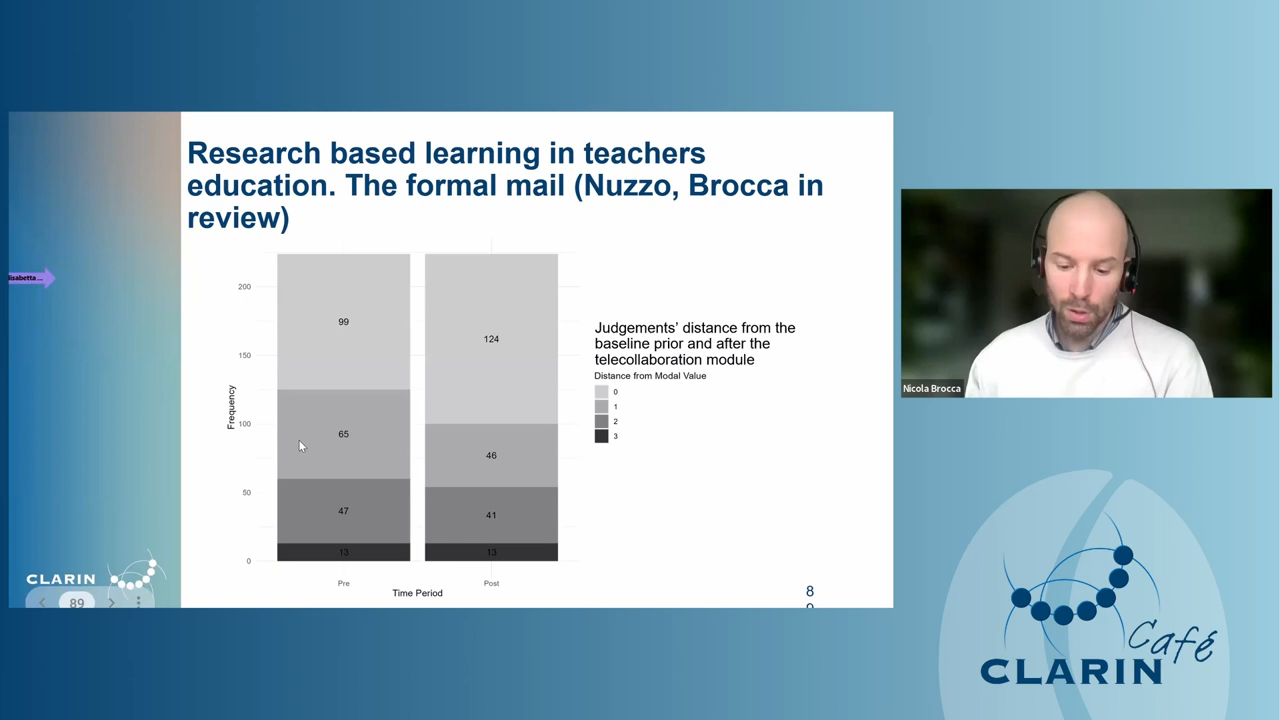 Research based learning in teachers
education. The formal mail (Nuzzo, Brocca in
review)
200
150
100
50
0
Frequency
99
65
47
13
124
46
41
13
Pre
Post
Time Period
Judgements' distance from the
baseline prior and after the
telecollaboration module
Distance from Modal Value
0
1
2
3
CLARIN
89
8
Nicola Brocca
Café
CLARIN